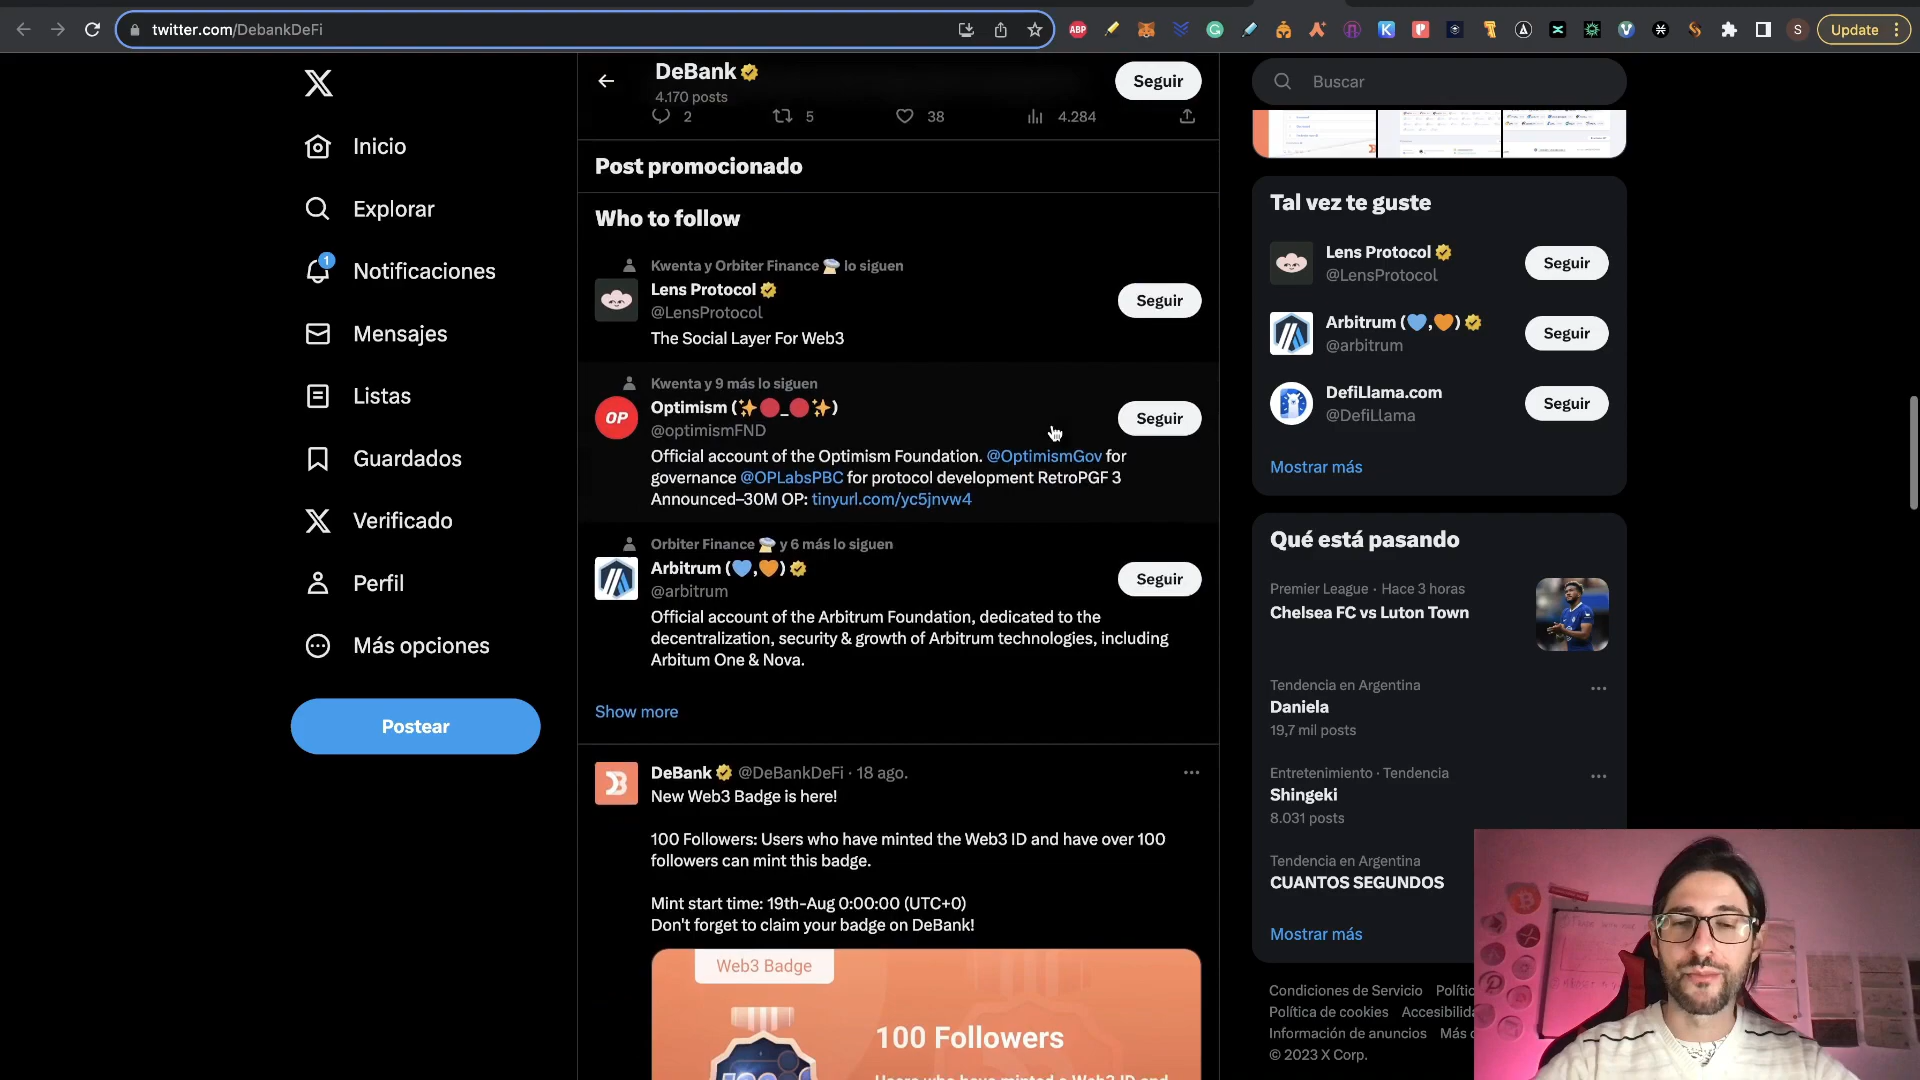 twitter.com/DebankDeFi
ABP
K
S
Update
DeBank
4.170 posts
Seguir
2
5
38
4.284
Buscar
Inicio
Explorar
1
Notificaciones
Mensajes
Listas
Guardados
Verificado
Perfil
Más opciones
Postear
Post promocionado
Who to follow
Kwenta y Orbiter Finance lo siguen
Lens Protocol
@LensProtocol
The Social Layer For Web3
Seguir
Kwenta y 9 más lo siguen
OP
Optimism (✨🔴_🔴✨)
@optimismFND
Official account of the Optimism Foundation. @OptimismGov for
governance @OPLabsPBC for protocol development RetroPGF 3
Announced–30M OP: tinyurl.com/yc5jnvw4
Seguir
Orbiter Finance y 6 más lo siguen
Arbitrum (💙,🧡)
@arbitrum
Official account of the Arbitrum Foundation, dedicated to the
decentralization, security & growth of Arbitrum technologies, including
Arbitum One & Nova.
Seguir
Show more
DeBank @DeBankDeFi · 18 ago.
New Web3 Badge is here!
100 Followers: Users who have minted the Web3 ID and have over 100
followers can mint this badge.
Mint start time: 19th-Aug 0:00:00 (UTC+0)
Don't forget to claim your badge on DeBank!
Web3 Badge
100 Followers
Users who have minted a Web3 ID and
Tal vez te guste
Lens Protocol
@LensProtocol
Seguir
Arbitrum (💙,🧡)
@arbitrum
Seguir
DefiLlama.com
@DefiLlama
Seguir
Mostrar más
Qué está pasando
Premier League · Hace 3 horas
Chelsea FC vs Luton Town
Tendencia en Argentina
Daniela
19,7 mil posts
Entretenimiento · Tendencia
Shingeki
8.031 posts
Tendencia en Argentina
CUANTOS SEGUNDOS
Mostrar más
Condiciones de Servicio Polític
Política de cookies Accesibilida
Información de anuncios Más o
© 2023 X Corp.